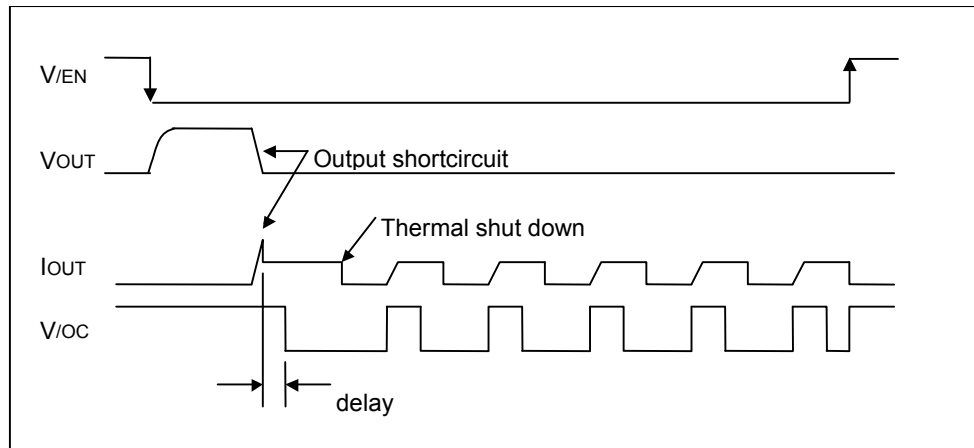 V/EN
VOUT
Output shortcircuit
Thermal shut down
IOUT
V/OC
delay